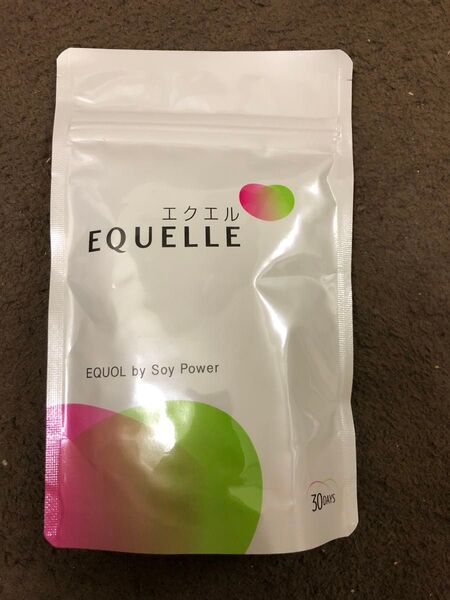 エクエル
EQUELLE
EQUOL by Soy Power
30DAYS